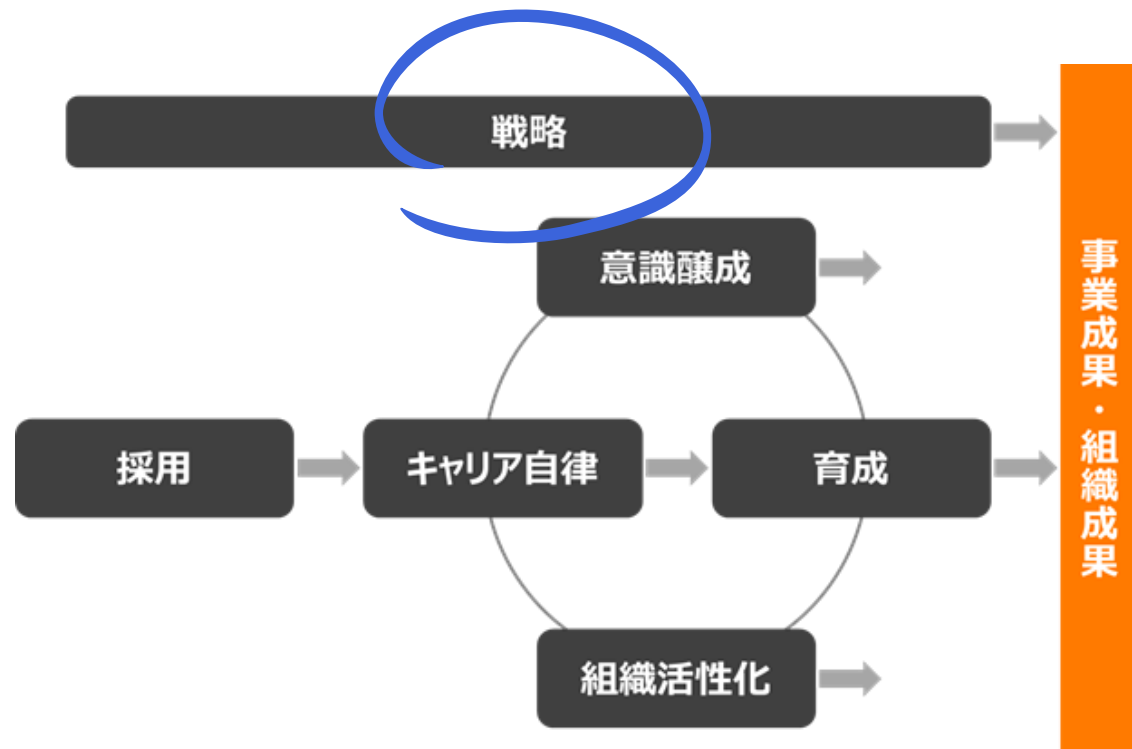 戦略
意識醸成
採用
キャリア自律
育成
組織活性化
事業成果・組織成果